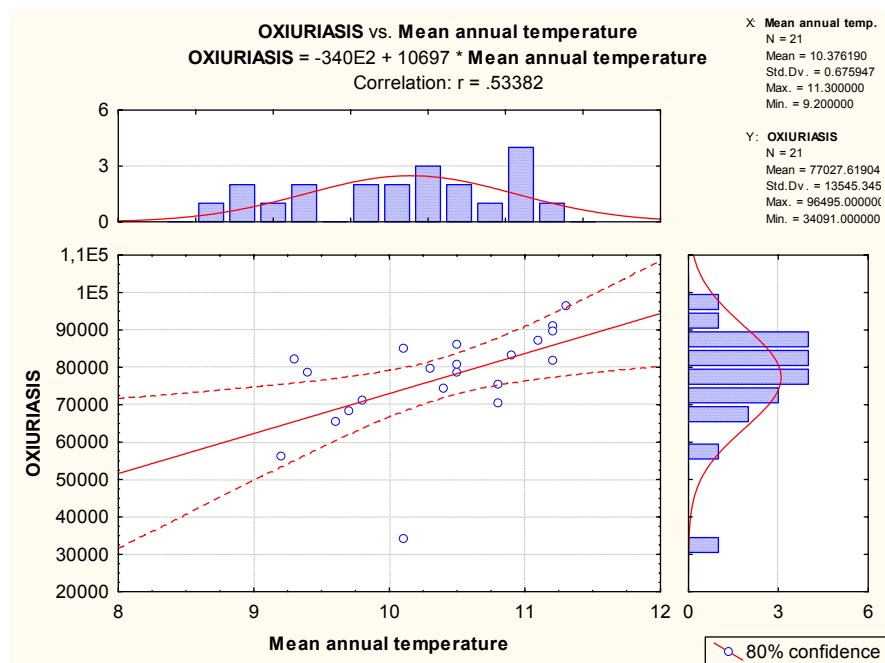 OXIURIASIS vs. Mean annual temperature
OXIURIASIS = -340E2 + 10697 * Mean annual temperature
Correlation: r = .53382
X: Mean annual temp.
N = 21
Mean = 10.376190
Std.Dv. = 0.675947
Max. = 11.300000
Min. = 9.200000
Y: OXIURIASIS
N = 21
Mean = 77027.61904
Std.Dv. = 13545.345
Max. = 96495.00000
Min. = 34091.000000
6
3
0
1,1E5
1E5
90000
80000
70000
60000
50000
40000
30000
20000
OXIURIASIS
8 9 10 11 12
Mean annual temperature
0 3 6
80% confidence